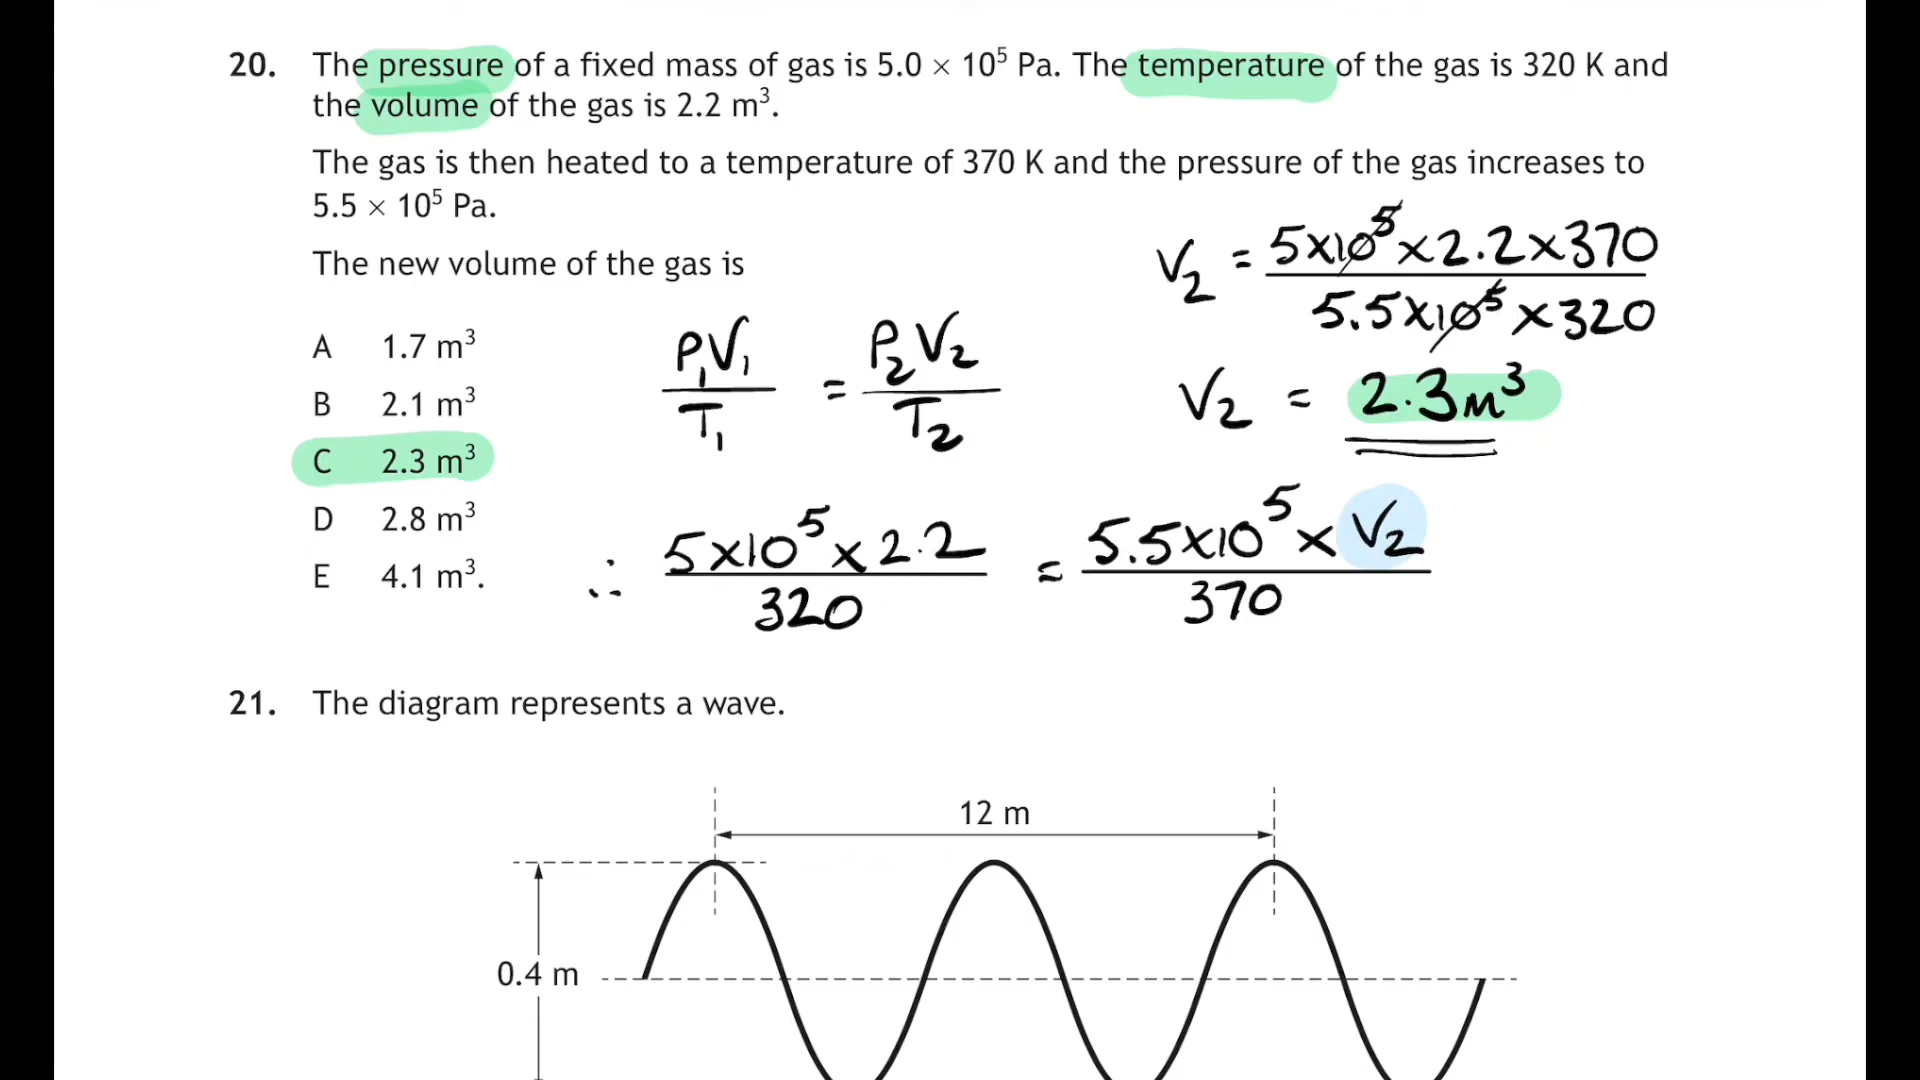 20. The pressure of a fixed mass of gas is 5.0 × 10⁵ Pa. The temperature of the gas is 320 K and
the volume of the gas is 2.2 m³.
The gas is then heated to a temperature of 370 K and the pressure of the gas increases to
5.5 × 10⁵ Pa.
The new volume of the gas is
V₂ = 5×10⁵×2.2×370
5.5×10⁵×320
A 1.7 m³
B 2.1 m³
C 2.3 m³
D 2.8 m³
E 4.1 m³.
P₁V₁ = P₂V₂
T₁ T₂
V₂ = 2.3m³
∴ 5×10⁵×2.2 = 5.5×10⁵×V₂
320 370
21. The diagram represents a wave.
12 m
0.4 m